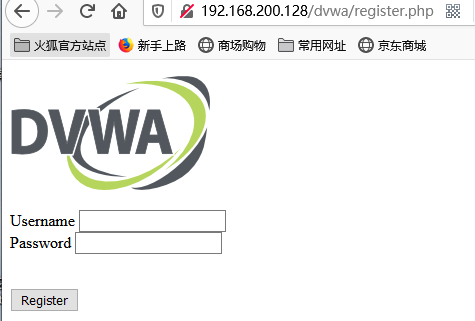 192.168.200.128/dvwa/register.php
火狐官方站点 新手上路 商场购物 常用网址 京东商城
DVWA
Username
Password
Register